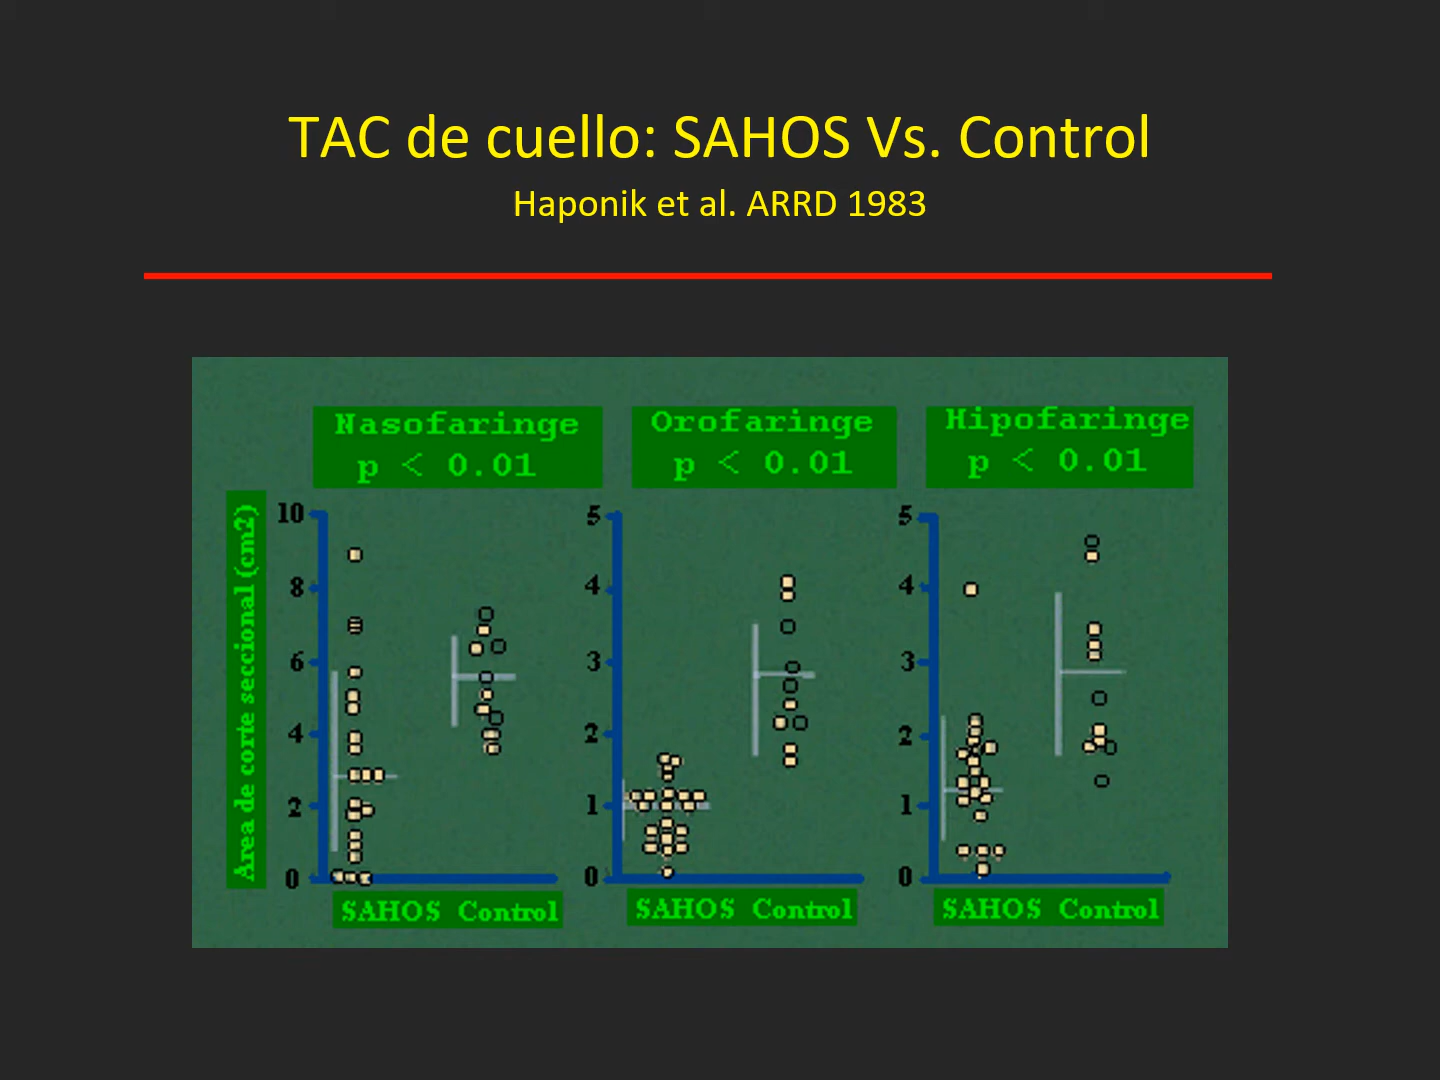 TAC de cuello: SAHOS Vs. Control
Haponik et al. ARRD 1983
Nasofaringe
p < 0.01
Orofaringe
p < 0.01
Hipofaringe
p < 0.01
Area de corte seccional (cm2)
10
8
6
4
2
0
SAHOS Control
5
4
3
2
1
0
SAHOS Control
5
4
3
2
1
0
SAHOS Control